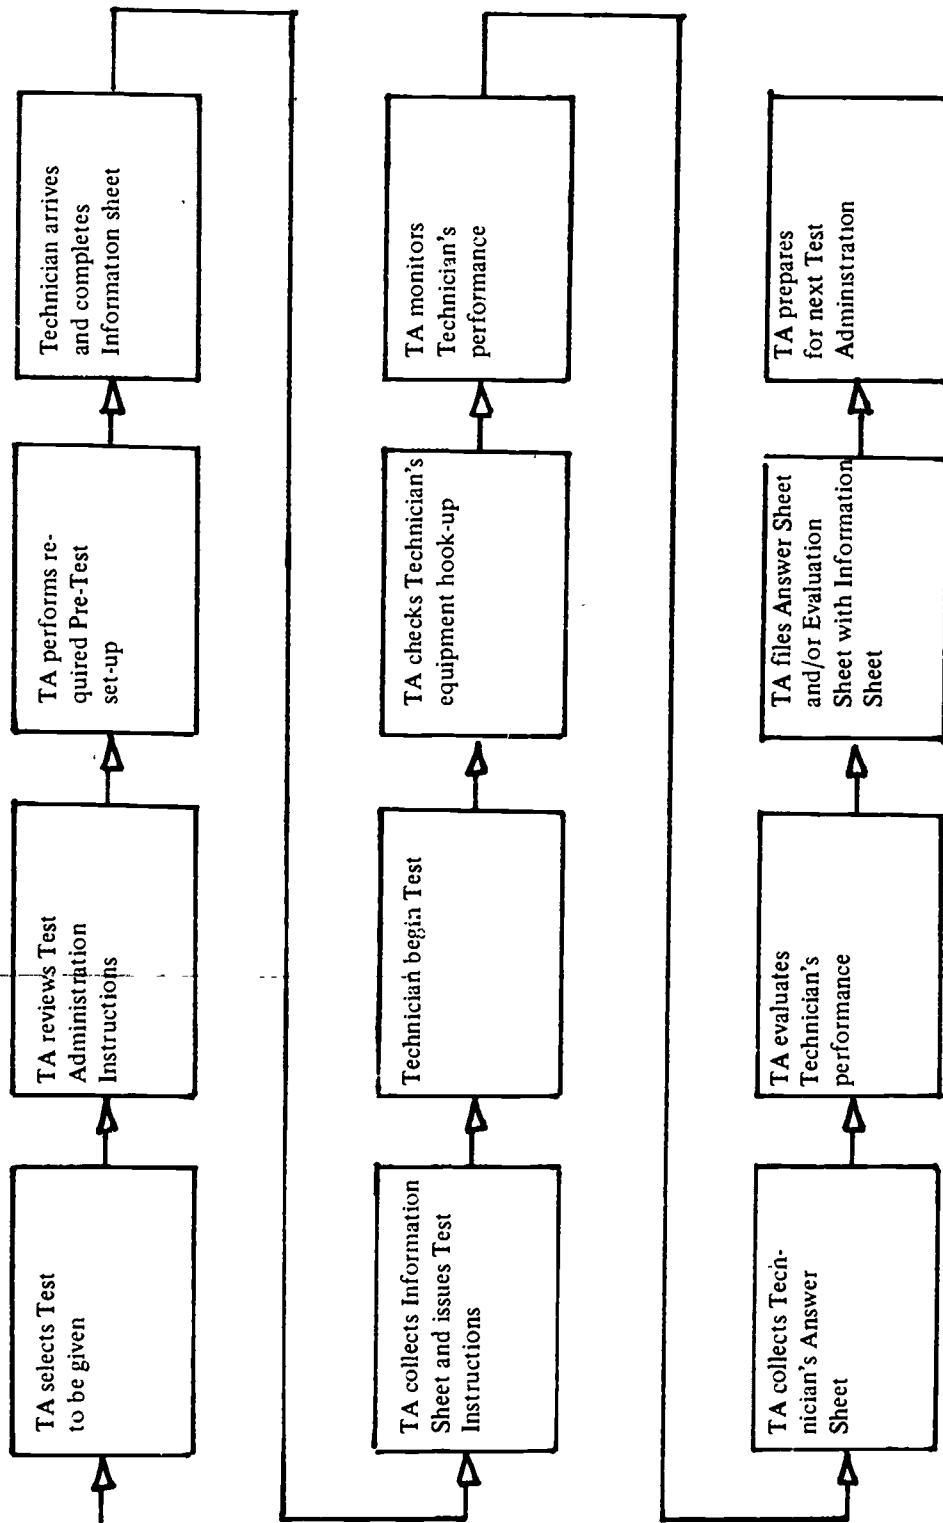 TA selects Test
to be given
TA reviews Test
Administration
Instructions
TA performs re-
quired Pre-Test
set-up
Technician arrives
and completes
Information sheet
TA collects Information
Sheet and issues Test
Instructions
Technician begin Test
TA checks Technician's
equipment hook-up
TA monitors
Technician's
performance
TA collects Tech-
nician's Answer
Sheet
TA evaluates
Technician's
performance
TA files Answer Sheet
and/or Evaluation
Sheet with Information
Sheet
TA prepares
for next Test
Administration